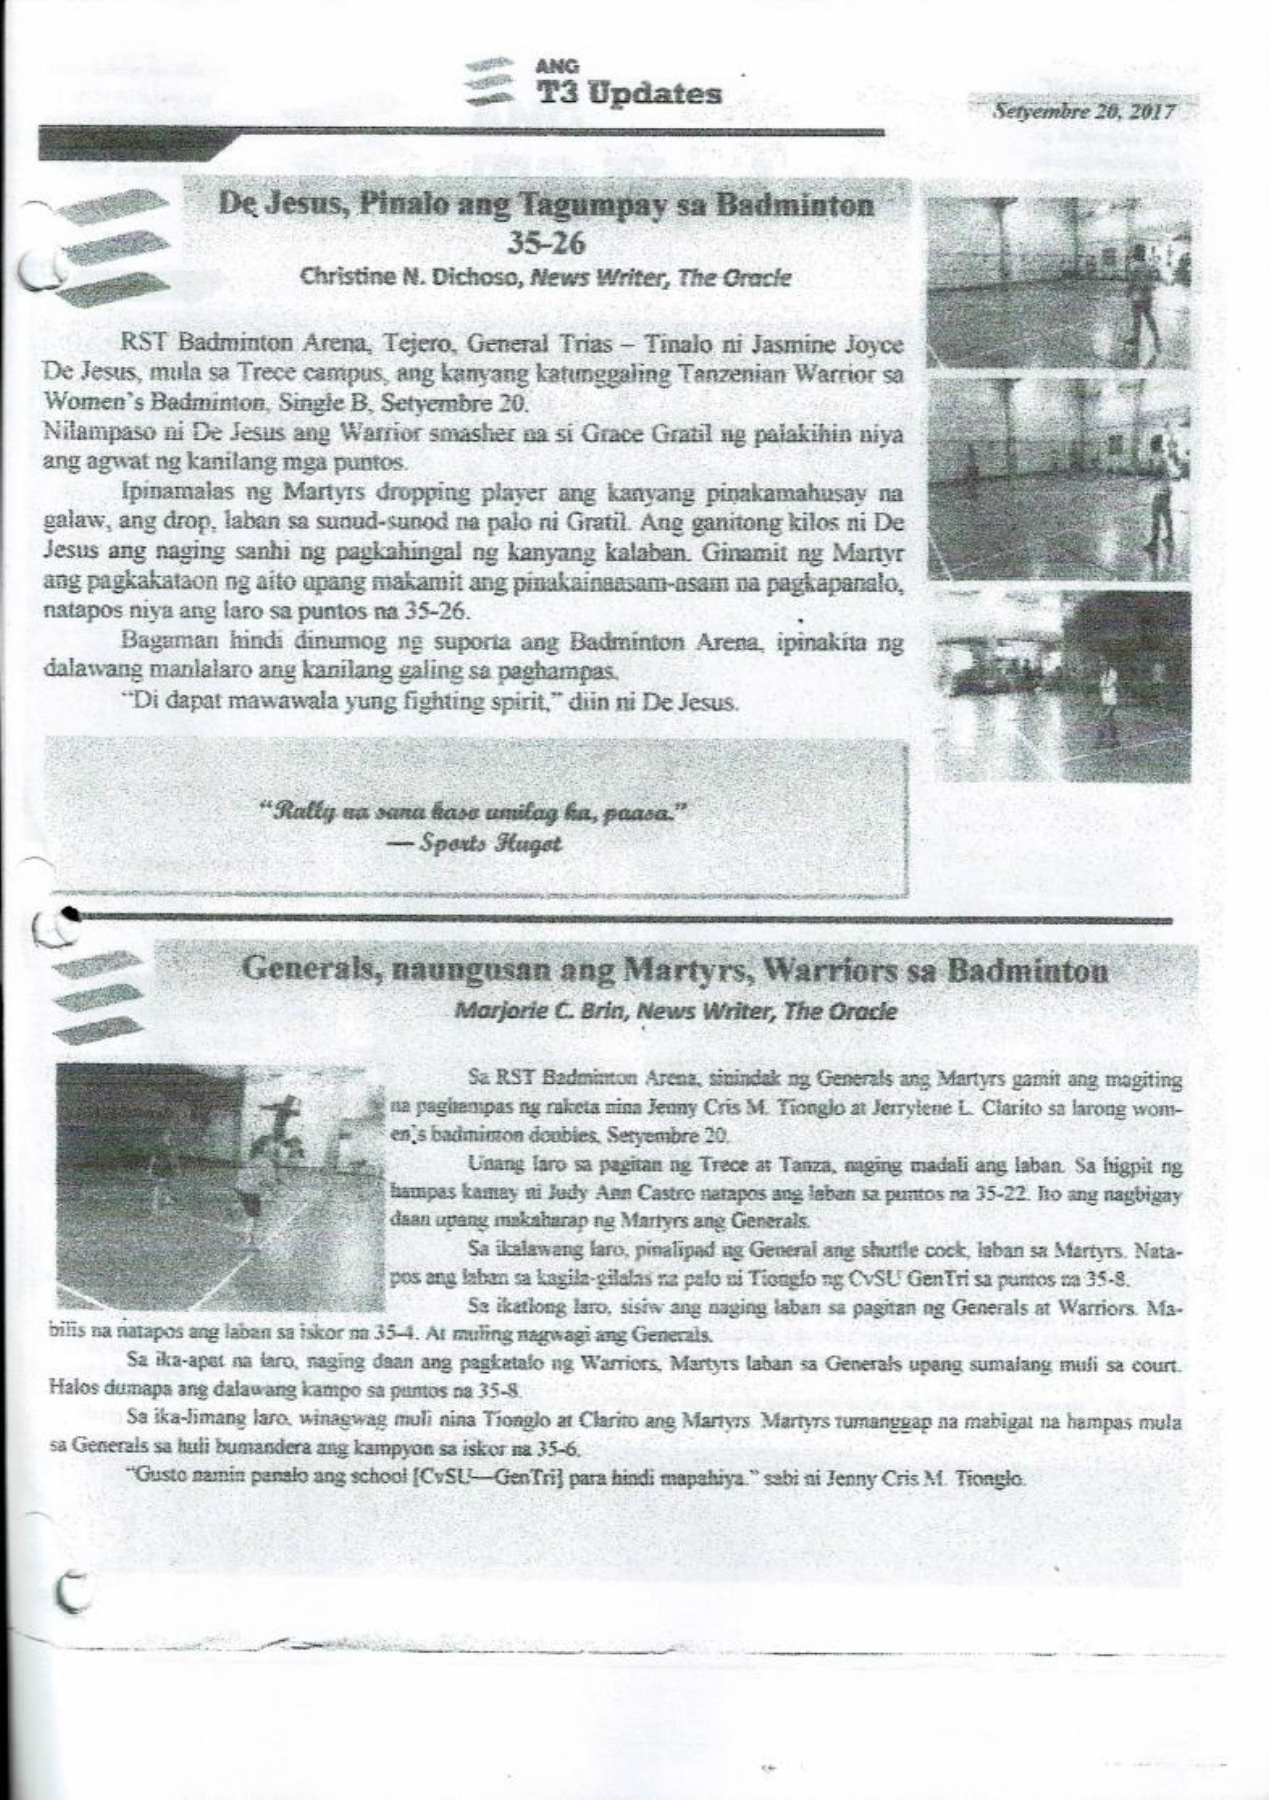 ANG
T3 Updates
Setyembre 20, 2017
De Jesus, Pinalo ang Tagumpay sa Badminton
35-26
Christine N. Dichoso, News Writer, The Oracle
RST Badminton Arena, Tejero, General Trias – Tinalo ni Jasmine Joyce
De Jesus, mula sa Trece campus, ang kanyang katunggaling Tanzenian Warrior sa
Women's Badminton, Single B, Setyembre 20.
Nilampaso ni De Jesus ang Warrior smasher na si Grace Gratil ng palakihin niya
ang agwat ng kanilang mga puntos.
Ipinamalas ng Martyrs dropping player ang kanyang pinakamahusay na
galaw, ang drop, laban sa sunud-sunod na palo ni Gratil. Ang ganitong kilos ni De
Jesus ang naging sanhi ng pagkahingal ng kanyang kalaban. Ginamit ng Martyr
ang pagkakataon ng aito upang makamit ang pinakainaasam-asam na pagkapanalo,
natapos niya ang laro sa puntos na 35-26.
Bagaman hindi dinumog ng suporta ang Badminton Arena, ipinakita ng
dalawang manlalaro ang kanilang galing sa paghampas.
“Di dapat mawawala yung fighting spirit,” diin ni De Jesus.
“Rally na sana kaso umilag ka, paasa.”
— Sports Hugot
Generals, naungusan ang Martyrs, Warriors sa Badminton
Marjorie C. Brin, News Writer, The Oracle
Sa RST Badminton Arena, sinindak ng Generals ang Martyrs gamit ang magiting
na paghampas ng raketa nina Jenny Cris M. Tionglo at Jerrylene L. Clarito sa larong wom-
en's badminton doubles, Setyembre 20.
Unang laro sa pagitan ng Trece at Tanza, naging madali ang laban. Sa higpit ng
hampas kamay ni Judy Ann Castro natapos ang laban sa puntos na 35-22. Ito ang nagbigay
daan upang makaharap ng Martyrs ang Generals.
Sa ikalawang laro, pinalipad ng General ang shuttle cock, laban sa Martyrs. Nata-
pos ang laban sa kagila-gilalas na palo ni Tionglo ng CvSU GenTri sa puntos na 35-8.
Sa ikatlong laro, sisiw ang naging laban sa pagitan ng Generals at Warriors. Ma-
bilis na natapos ang laban sa iskor na 35-4. At muling nagwagi ang Generals.
Sa ika-apat na laro, naging daan ang pagkatalo ng Warriors, Martyrs laban sa Generals upang sumalang muli sa court.
Halos dumapa ang dalawang kampo sa puntos na 35-8.
Sa ika-limang laro, winagwag muli nina Tionglo at Clarito ang Martyrs. Martyrs tumanggap na mabigat na hampas mula
sa Generals sa huli bumandera ang kampyon sa iskor na 35-6.
“Gusto namin panalo ang school [CvSU—GenTri] para hindi mapahiya.” sabi ni Jenny Cris M. Tionglo.